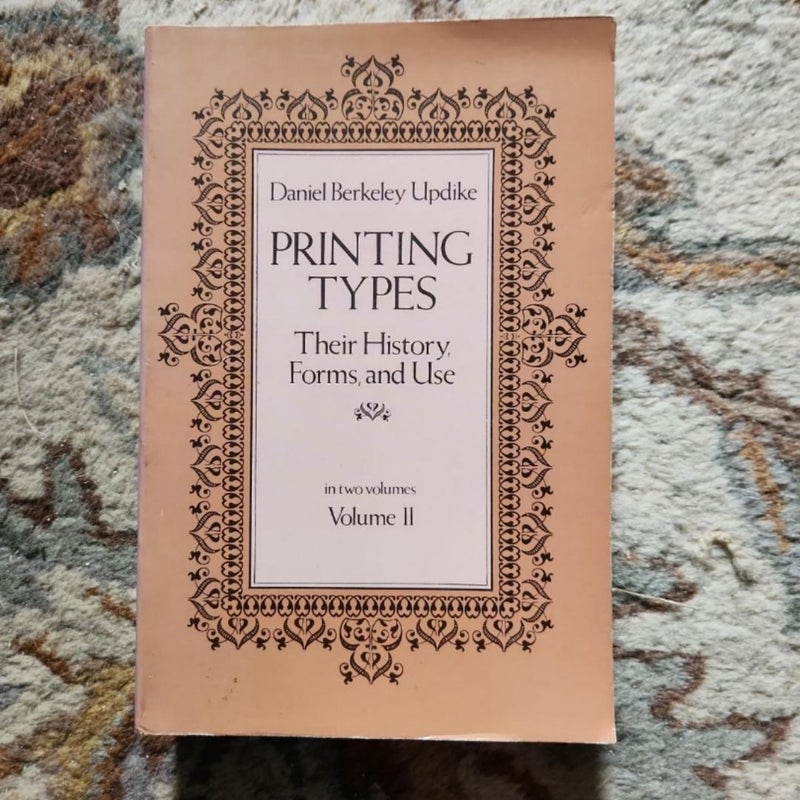 Daniel Berkeley Updike
PRINTING
TYPES
Their History,
Forms, and Use
in two volumes
Volume II